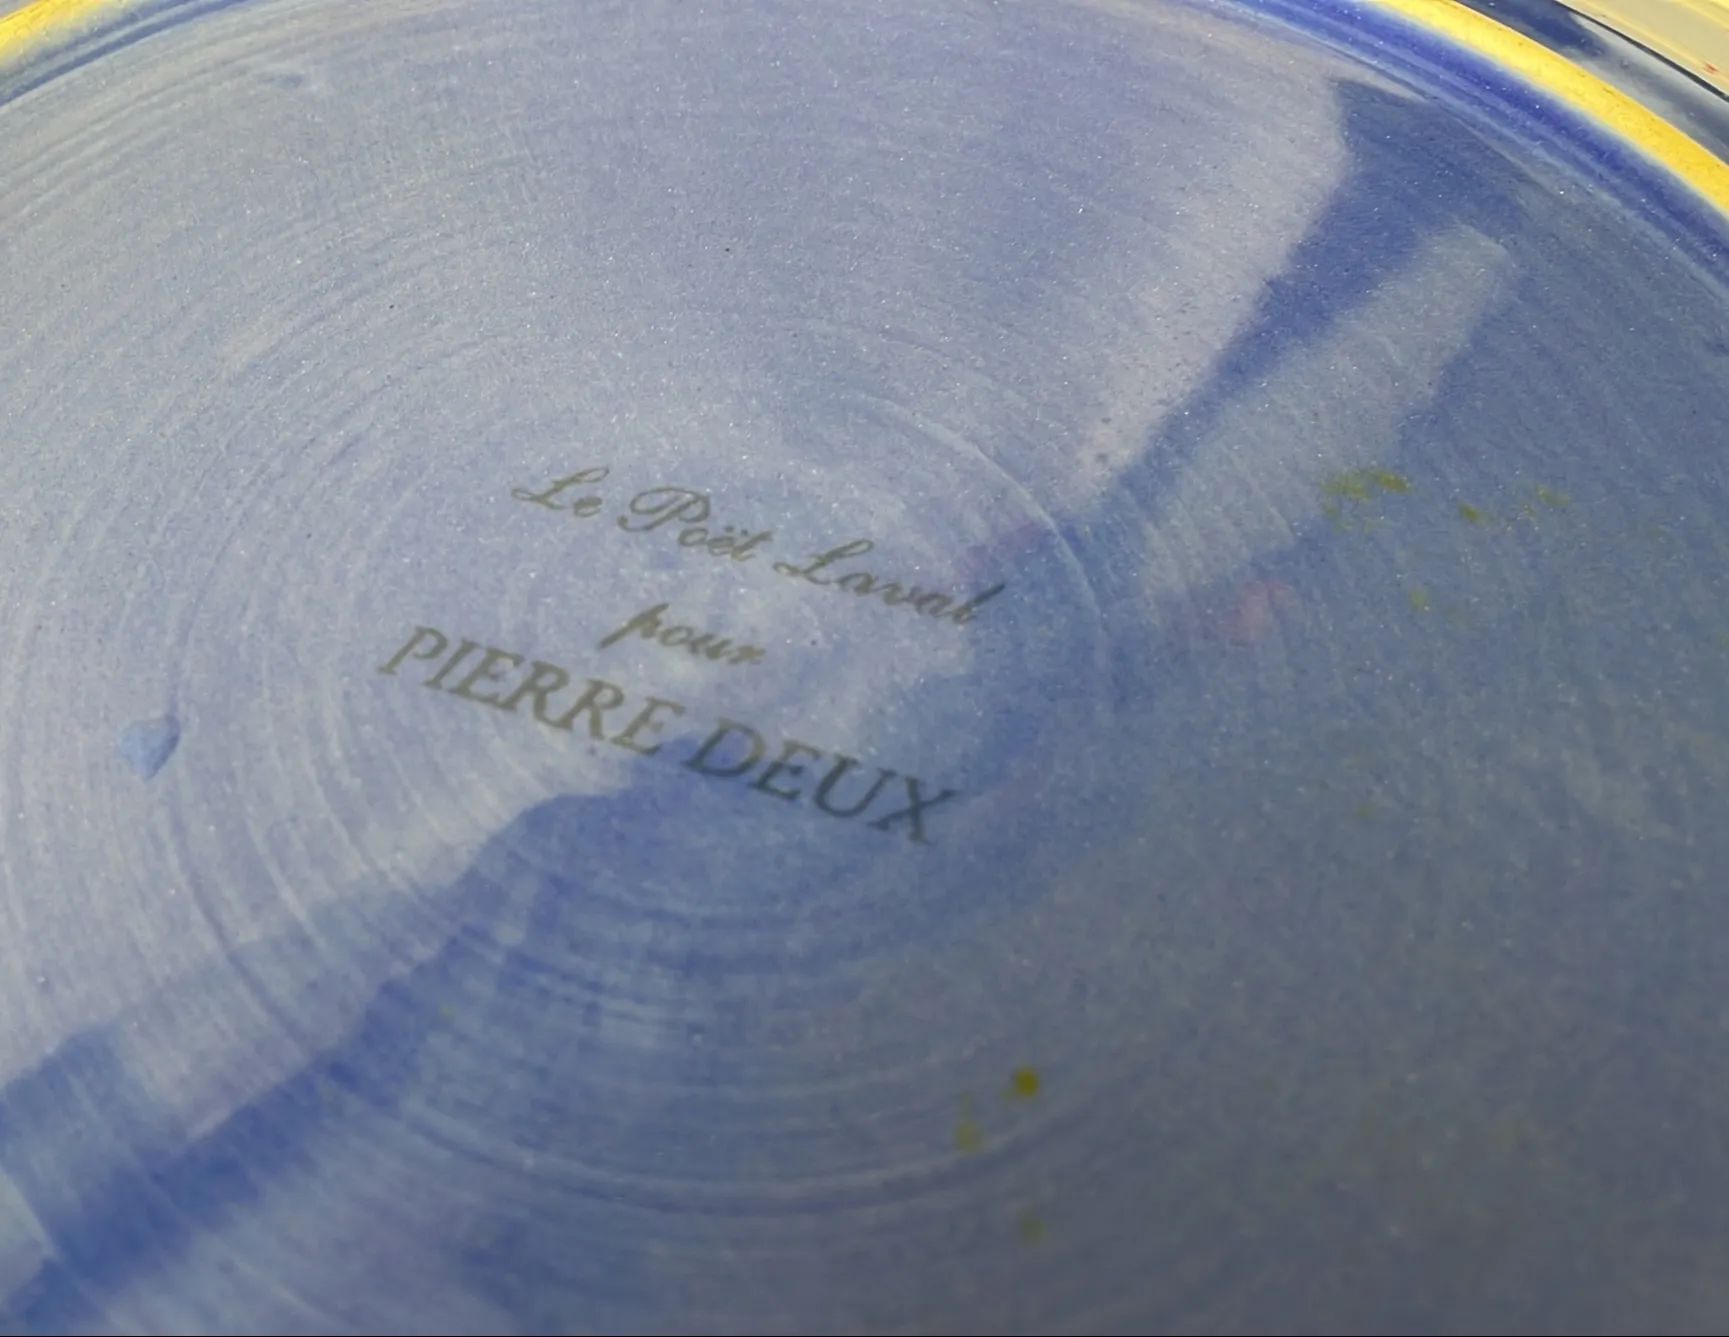 Le Poët Laval
pour
PIERRE DEUX